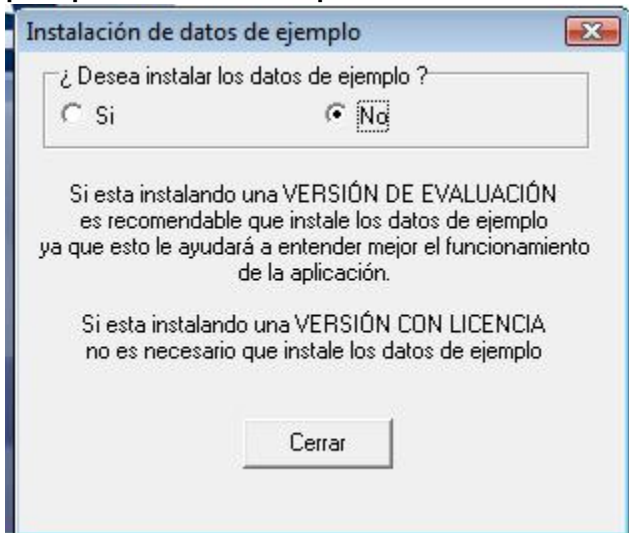 Instalación de datos de ejemplo
¿ Desea instalar los datos de ejemplo ?
Si No
Si esta instalando una VERSIÓN DE EVALUACIÓN
es recomendable que instale los datos de ejemplo
ya que esto le ayudará a entender mejor el funcionamiento
de la aplicación.
Si esta instalando una VERSIÓN CON LICENCIA
no es necesario que instale los datos de ejemplo
Cerrar